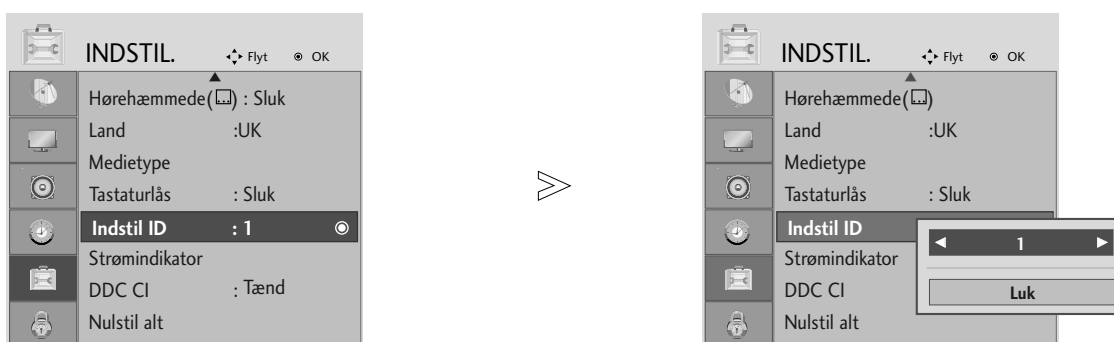 INDSTIL. Flyt OK
Hørehæmmede( ) : Sluk
Land :UK
Medietype
Tastaturlås : Sluk
Indstil ID : 1
Strømindikator
DDC CI : Tænd
Nulstil alt
INDSTIL. Flyt OK
Hørehæmmede( )
Land :UK
Medietype
Tastaturlås : Sluk
Indstil ID
◄ 1 ►
Strømindikator
DDC CI
Luk
Nulstil alt